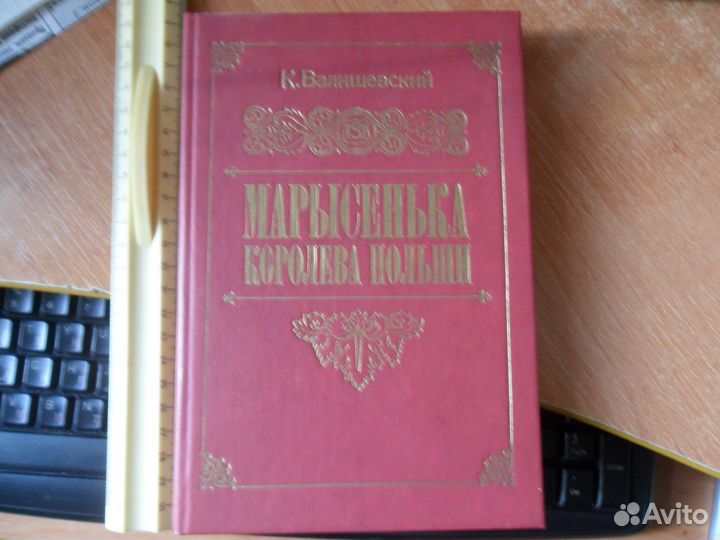 К. Валишевский
МАРЫСЕНЬКА
КОРОЛЕВА ПОЛЬШИ
Avito